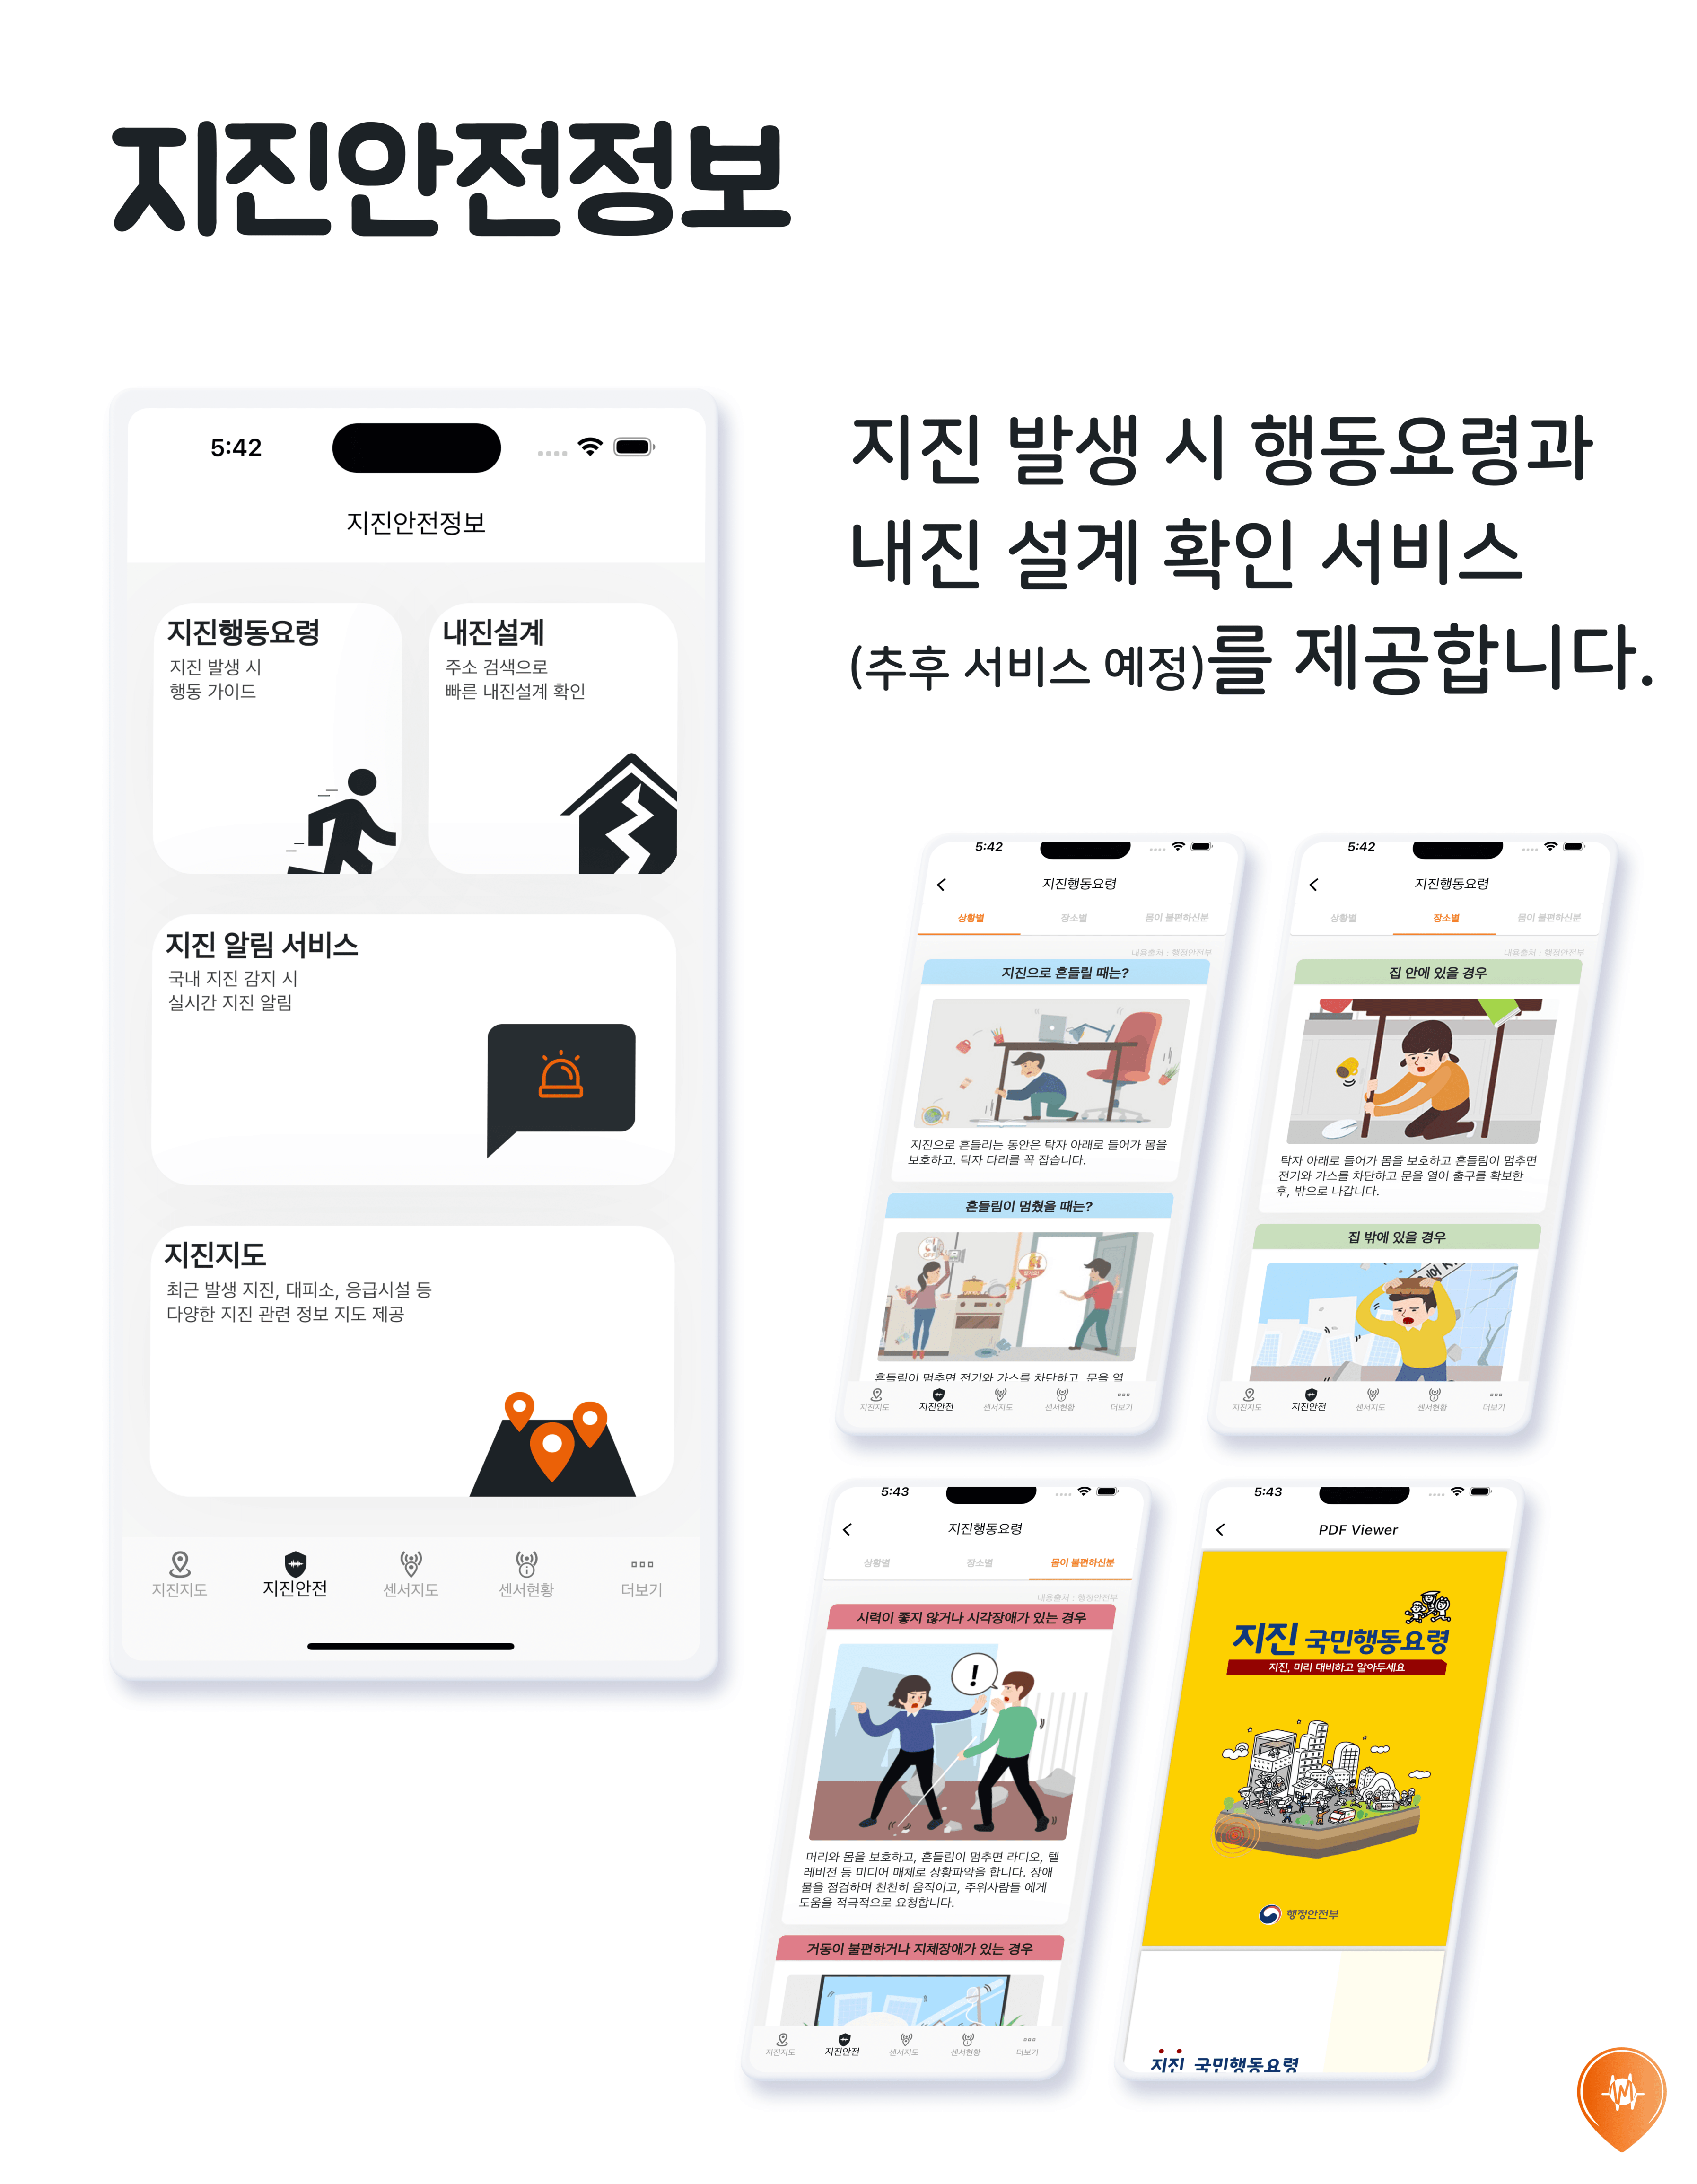 지진안전정보
지진 발생 시 행동요령과
내진 설계 확인 서비스
(추후 서비스 예정)를 제공합니다.
5:42
지진안전정보
지진행동요령
지진 발생 시
행동 가이드
내진설계
주소 검색으로
빠른 내진설계 확인
지진 알림 서비스
국내 지진 감지 시
실시간 지진 알림
지진지도
최근 발생 지진, 대피소, 응급시설 등
다양한 지진 관련 정보 지도 제공
지진지도 지진안전 센서지도 센서현황 더보기
5:42
지진행동요령
상황별 장소별 몸이 불편하신분
내용출처 : 행정안전부
지진으로 흔들릴 때는?
지진으로 흔들리는 동안은 탁자 아래로 들어가 몸을
보호하고. 탁자 다리를 꼭 잡습니다.
흔들림이 멈췄을 때는?
OFF
흔들림이 멈추면 전기와 가스를 차단하고, 문을 열
지진지도 지진안전 센서지도 센서현황 더보기
5:42
지진행동요령
상황별 장소별 몸이 불편하신분
내용출처 : 행정안전부
집 안에 있을 경우
탁자 아래로 들어가 몸을 보호하고 흔들림이 멈추면
전기와 가스를 차단하고 문을 열어 출구를 확보한
후, 밖으로 나갑니다.
집 밖에 있을 경우
지진지도 지진안전 센서지도 센서현황 더보기
5:43
지진행동요령
상황별 장소별 몸이 불편하신분
내용출처 : 행정안전부
시력이 좋지 않거나 시각장애가 있는 경우
!
머리와 몸을 보호하고, 흔들림이 멈추면 라디오, 텔
레비전 등 미디어 매체로 상황파악을 합니다. 장애
물을 점검하며 천천히 움직이고, 주위사람들 에게
도움을 적극적으로 요청합니다.
거동이 불편하거나 지체장애가 있는 경우
지진지도 지진안전 센서지도 센서현황 더보기
5:43
PDF Viewer
지진 국민행동요령
지진, 미리 대비하고 알아두세요
행정안전부
지진 국민행동요령